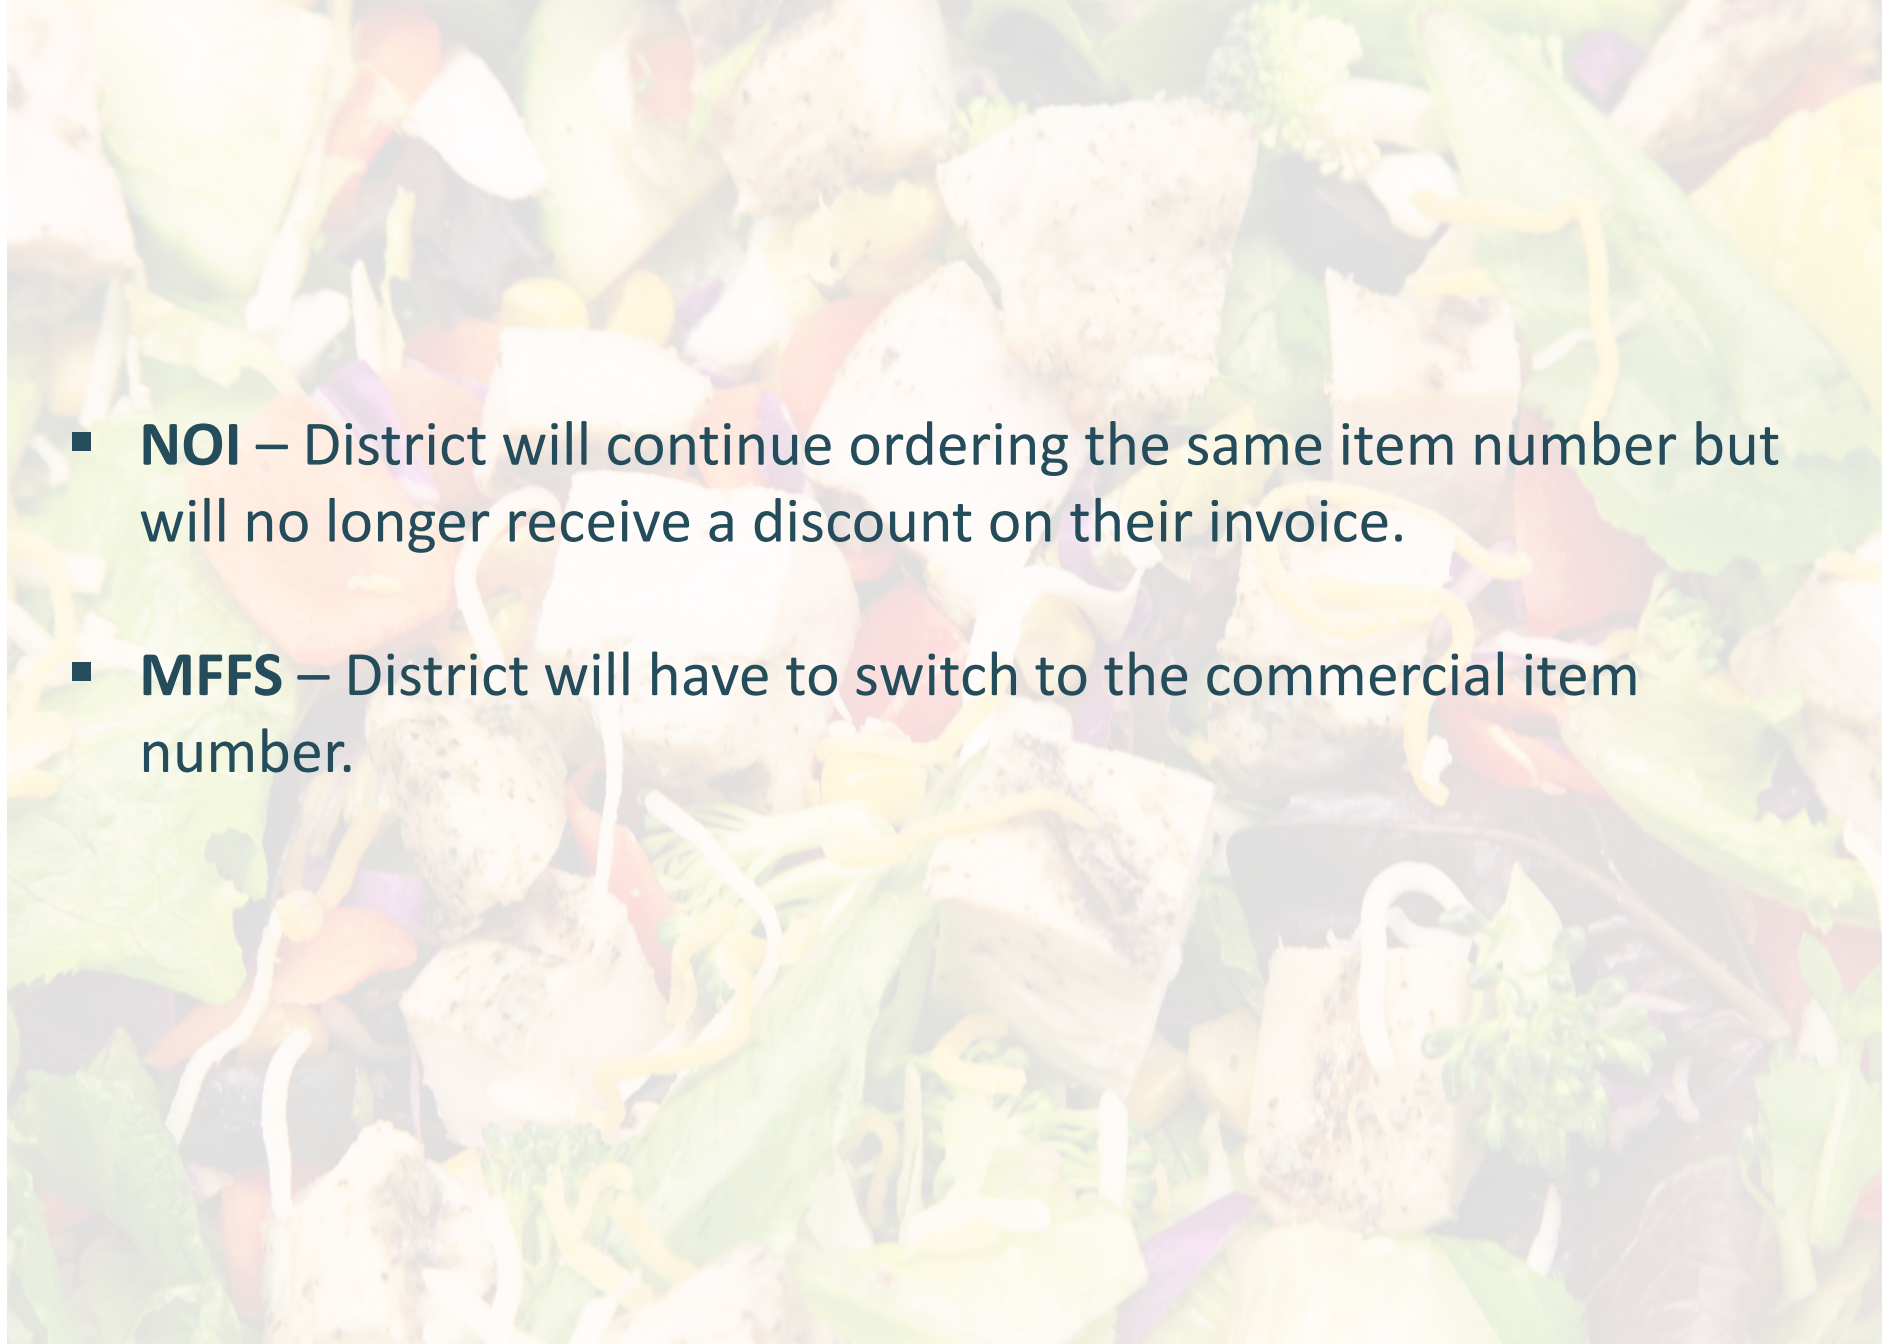 ▪ NOI – District will continue ordering the same item number but
will no longer receive a discount on their invoice.
▪ MFFS – District will have to switch to the commercial item
number.